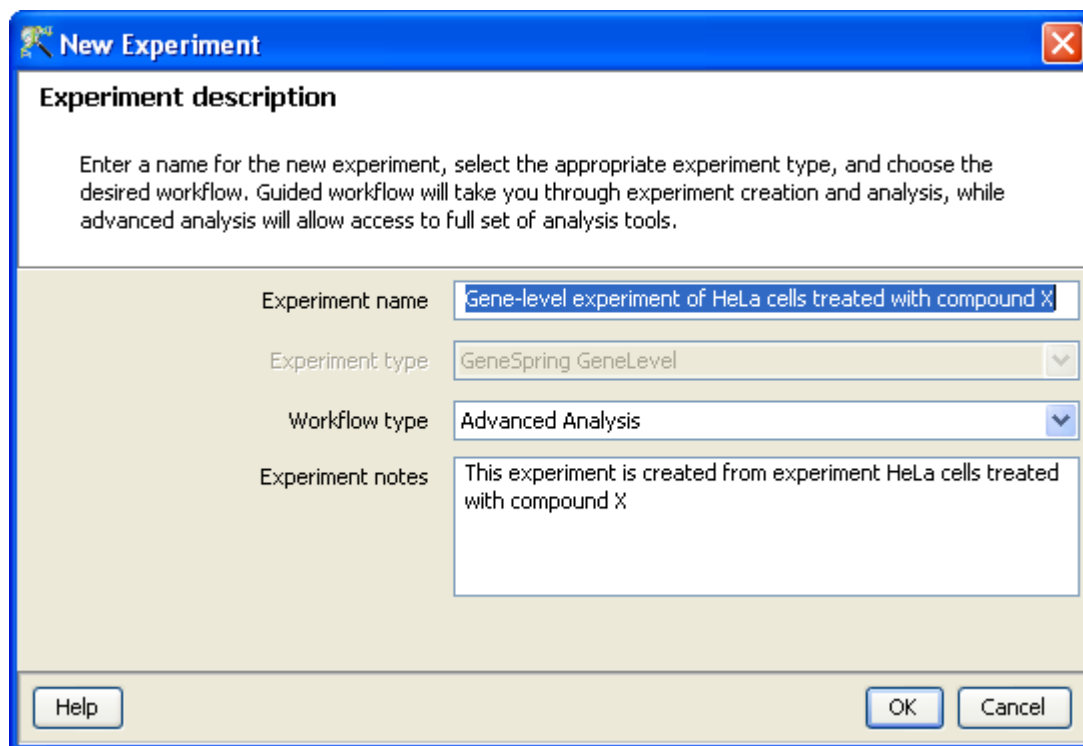 New Experiment
Experiment description
Enter a name for the new experiment, select the appropriate experiment type, and choose the
desired workflow. Guided workflow will take you through experiment creation and analysis, while
advanced analysis will allow access to full set of analysis tools.
Experiment name Gene-level experiment of HeLa cells treated with compound X
Experiment type GeneSpring GeneLevel
Workflow type Advanced Analysis
Experiment notes This experiment is created from experiment HeLa cells treated
with compound X
Help OK Cancel